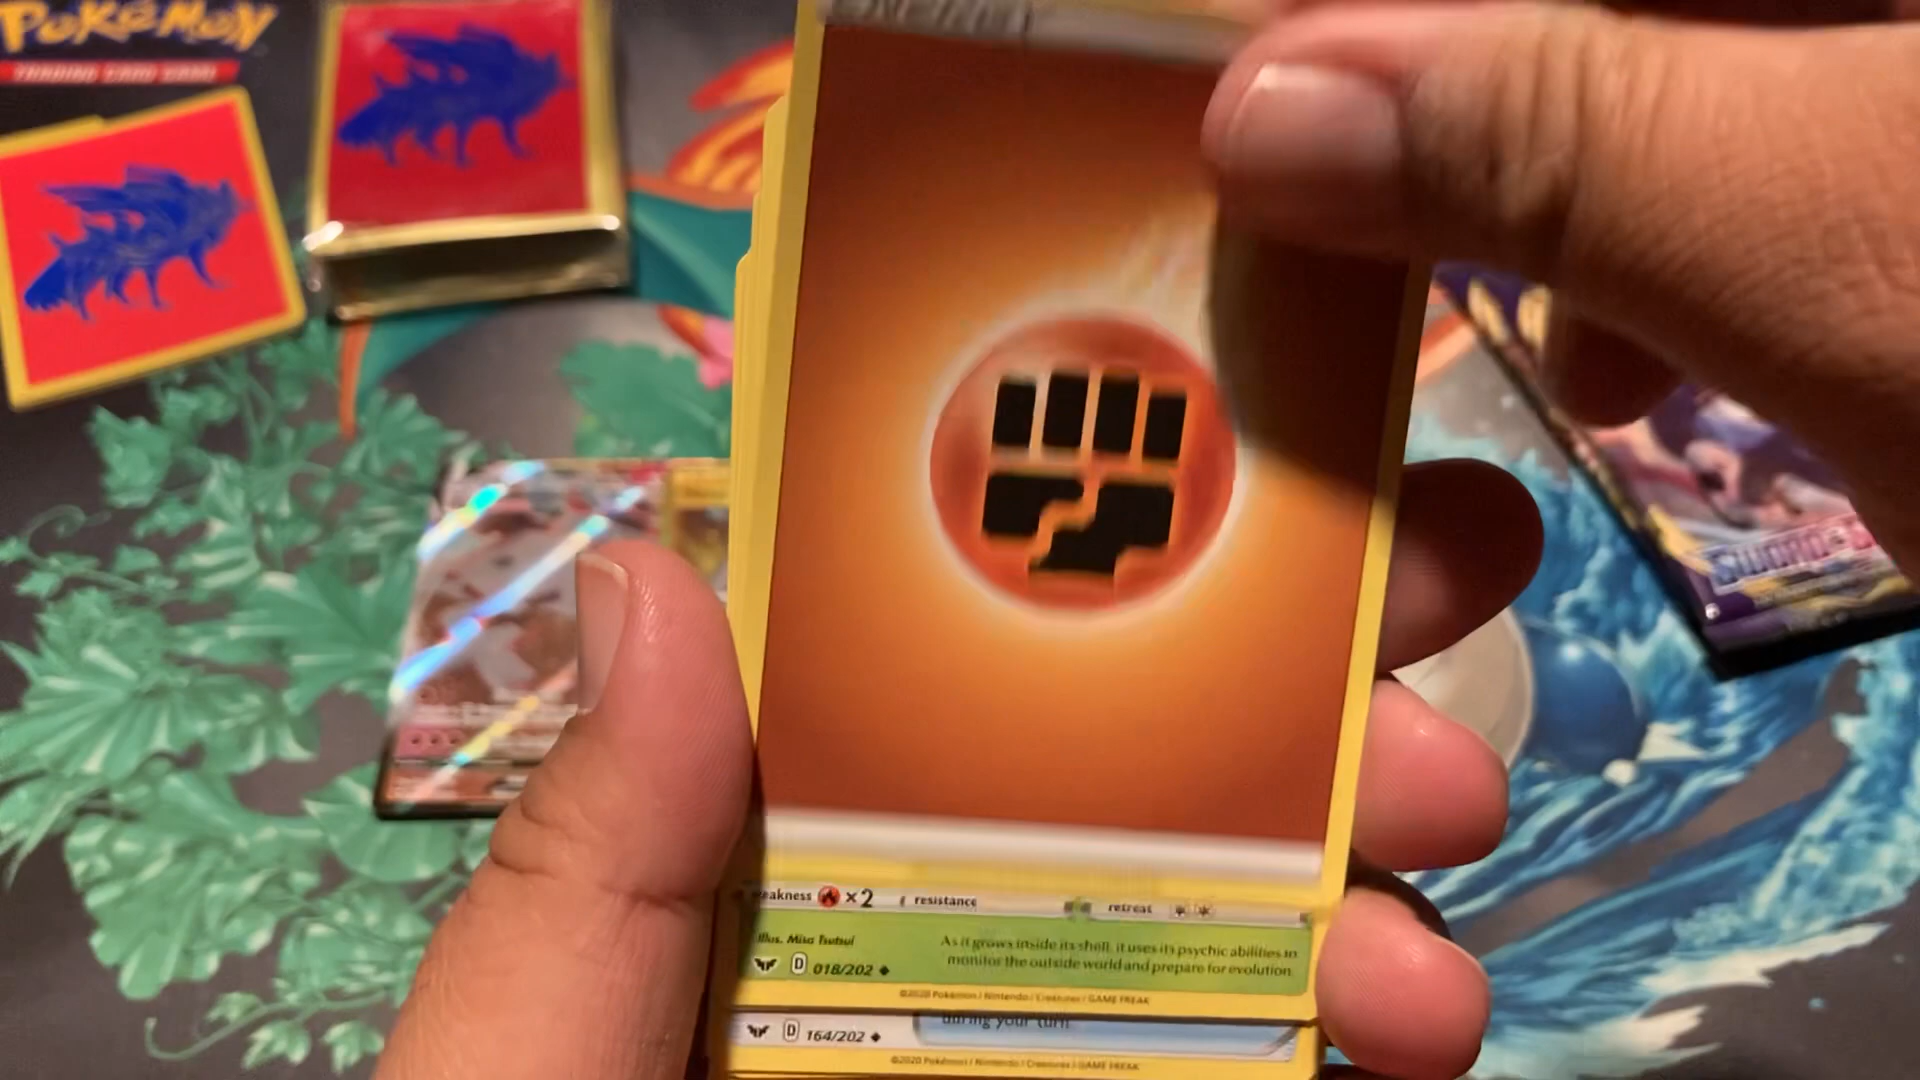 POKÉMON
TRADING CARD GAME
ENERGY
SWORD
weakness ×2 resistance retreat
Illus. Misa Tsutsui
As it grows inside its shell, it uses its psychic abilities to
monitor the outside world and prepare for evolution.
D 018/202
©2020 Pokémon / Nintendo / Creatures / GAME FREAK
during your turn
D 164/202
©2020 Pokémon / Nintendo / Creatures / GAME FREAK